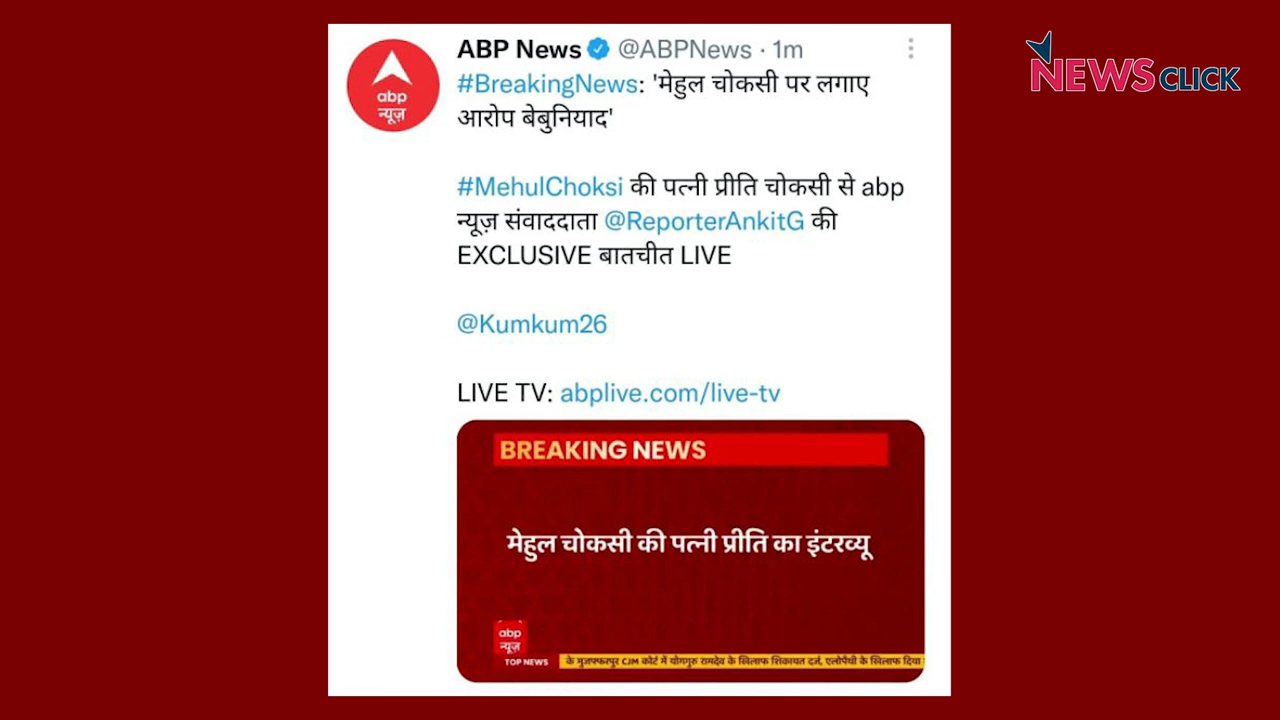 ABP News @ABPNews · 1m
#BreakingNews: 'मेहुल चोकसी पर लगाए
आरोप बेबुनियाद'
#MehulChoksi की पत्नी प्रीति चोकसी से abp
न्यूज़ संवाददाता @ReporterAnkitG की
EXCLUSIVE बातचीत LIVE
@Kumkum26
LIVE TV: abplive.com/live-tv
abp
न्यूज़
BREAKING NEWS
मेहुल चोकसी की पत्नी प्रीति का इंटरव्यू
abp
न्यूज़
TOP NEWS
के मुजफ्फरपुर CJM कोर्ट में योगगुरु रामदेव के खिलाफ शिकायत दर्ज, एलोपैथी के खिलाफ दिया
NEWSCLICK